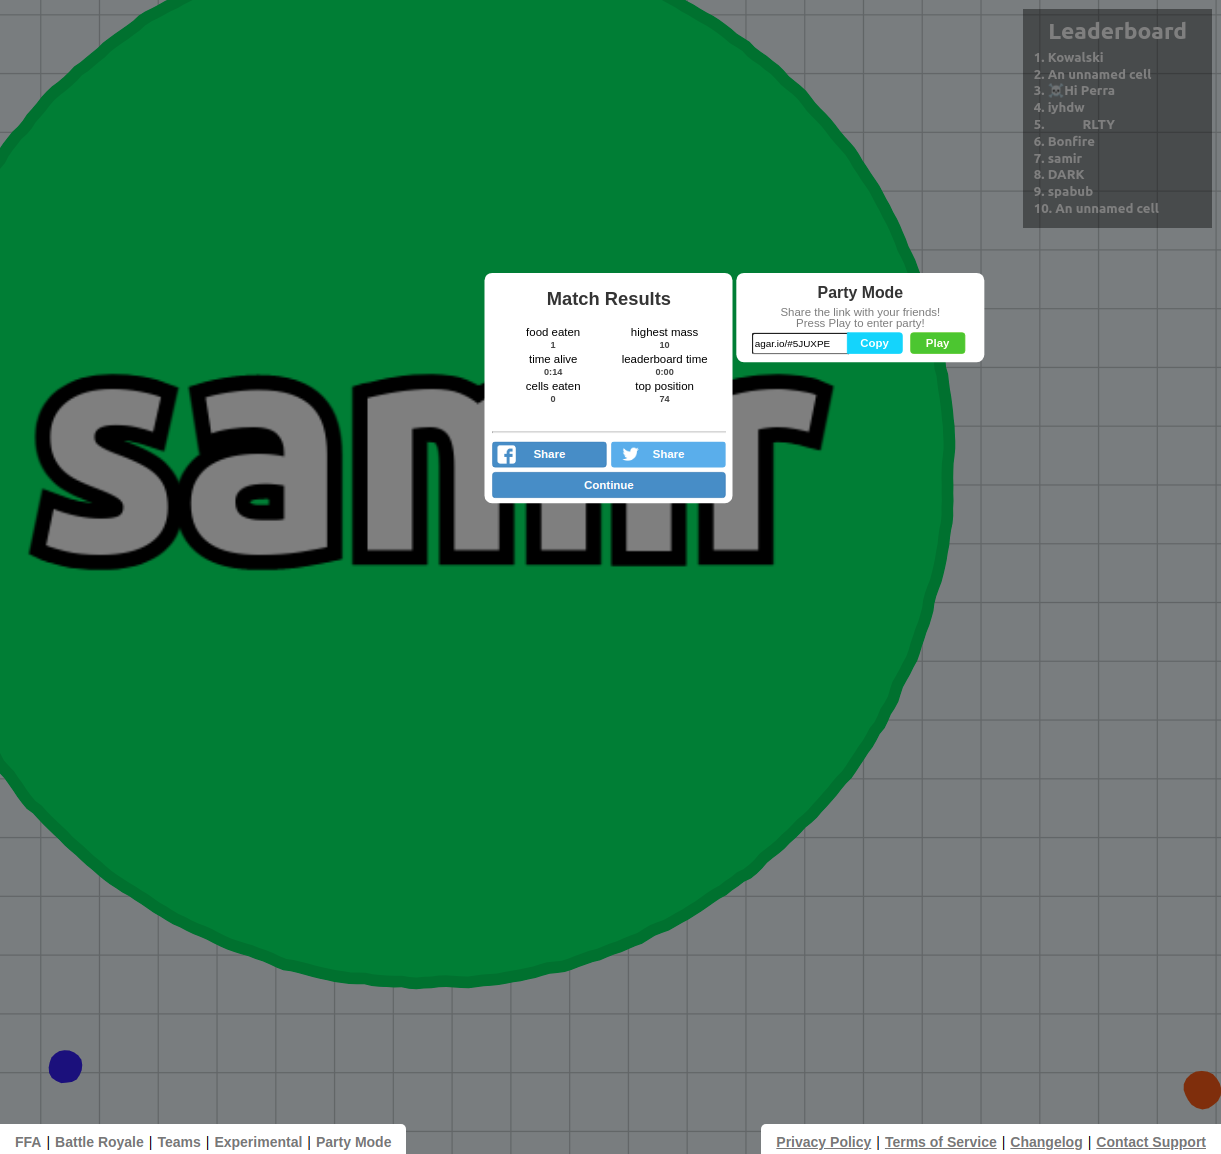 Leaderboard
1. Kowalski
2. An unnamed cell
3. ☠Hi Perra
4. iyhdw
5. RLTY
6. Bonfire
7. samir
8. DARK
9. spabub
10. An unnamed cell
Match Results
food eaten highest mass
1 10
time alive leaderboard time
0:14 0:00
cells eaten top position
0 74
Share Share
Continue
Party Mode
Share the link with your friends!
Press Play to enter party!
agar.io/#5JUXPE Copy Play
samir
FFA | Battle Royale | Teams | Experimental | Party Mode
Privacy Policy | Terms of Service | Changelog | Contact Support